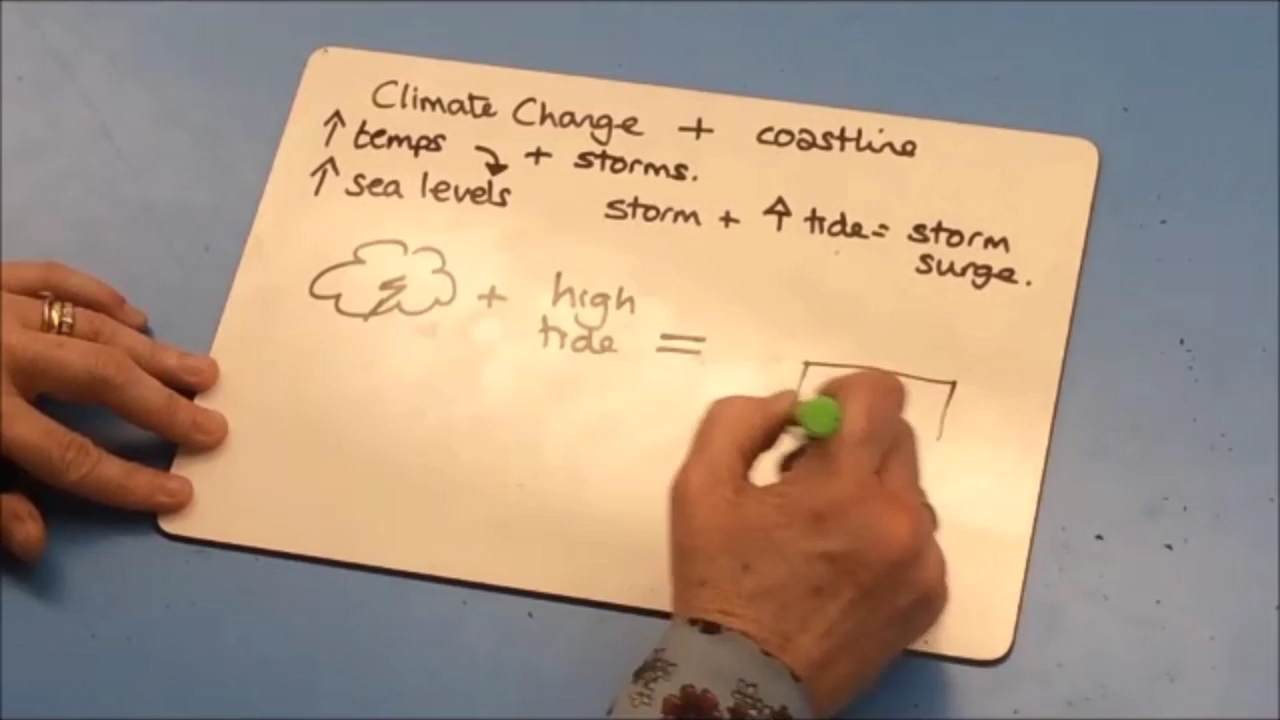 Climate Change + coastline
↑ temps ↘ + storms.
↑ sea levels
storm + ↑ tide = storm
surge.
+ high
tide =